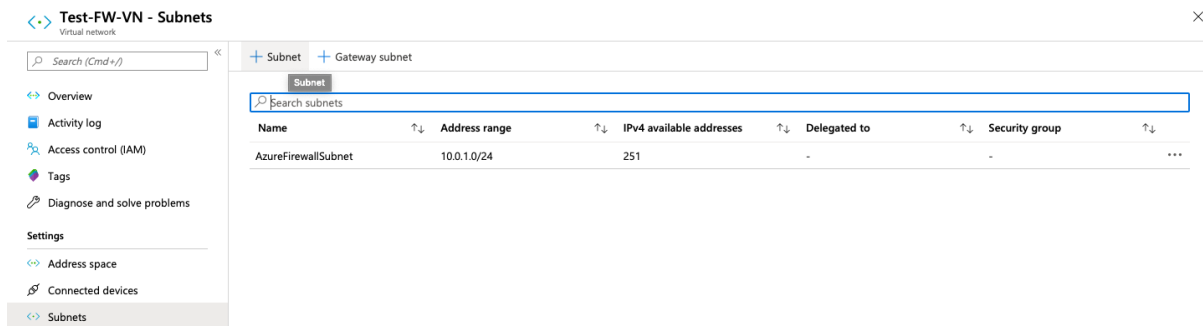 Test-FW-VN - Subnets
Virtual network
Search (Cmd+/)
«
+ Subnet + Gateway subnet
Subnet
Search subnets
Name Address range IPv4 available addresses Delegated to Security group
AzureFirewallSubnet 10.0.1.0/24 251 - -
Overview
Activity log
Access control (IAM)
Tags
Diagnose and solve problems
Settings
Address space
Connected devices
Subnets